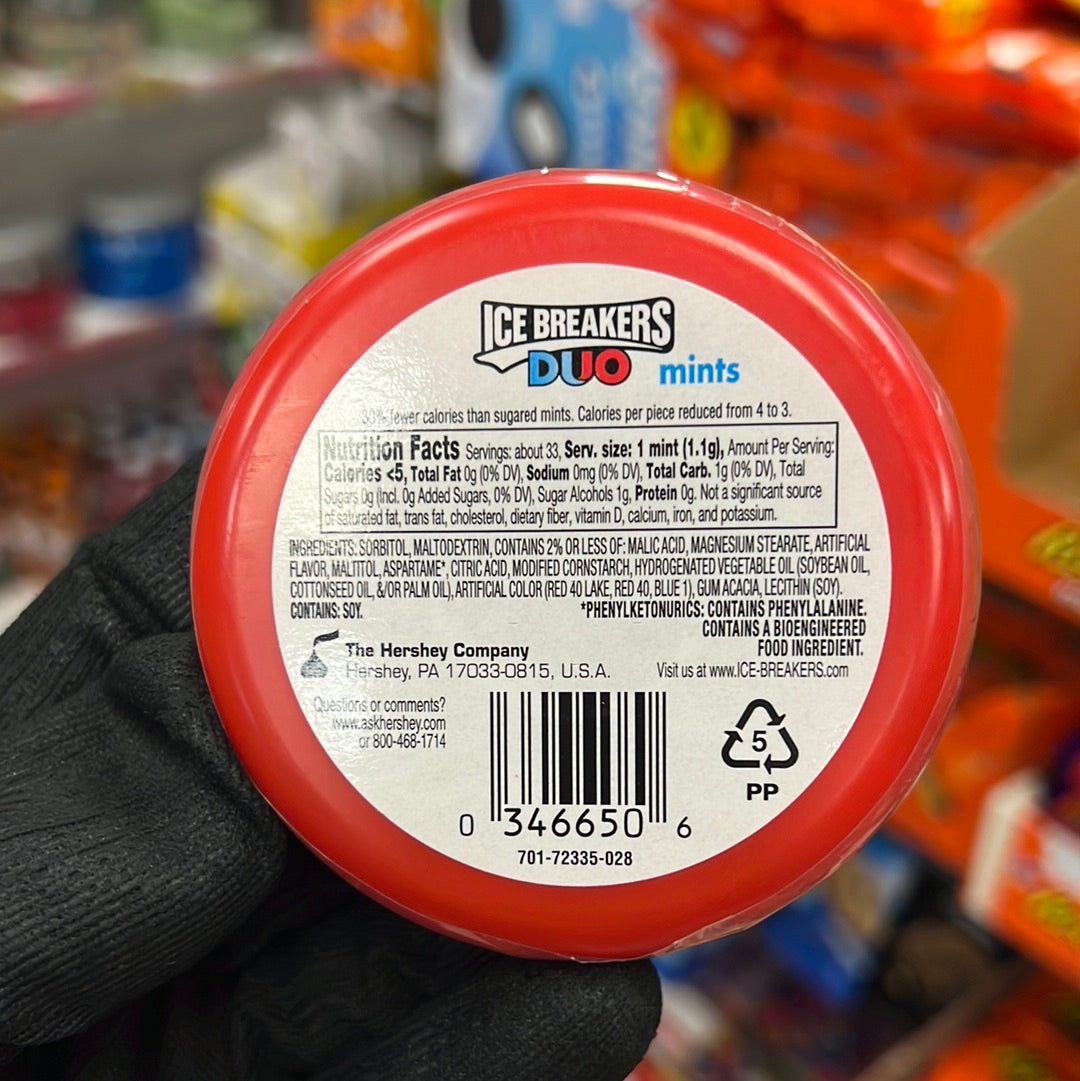 ICE BREAKERS
DUO mints
30% fewer calories than sugared mints. Calories per piece reduced from 4 to 3.
Nutrition Facts Servings: about 33, Serv. size: 1 mint (1.1g), Amount Per Serving:
Calories <5, Total Fat 0g (0% DV), Sodium 0mg (0% DV), Total Carb. 1g (0% DV), Total
Sugars 0g (Incl. 0g Added Sugars, 0% DV), Sugar Alcohols 1g, Protein 0g. Not a significant source
of saturated fat, trans fat, cholesterol, dietary fiber, vitamin D, calcium, iron, and potassium.
INGREDIENTS: SORBITOL, MALTODEXTRIN, CONTAINS 2% OR LESS OF: MALIC ACID, MAGNESIUM STEARATE, ARTIFICIAL
FLAVOR, MALTITOL, ASPARTAME*, CITRIC ACID, MODIFIED CORNSTARCH, HYDROGENATED VEGETABLE OIL (SOYBEAN OIL,
COTTONSEED OIL, &/OR PALM OIL), ARTIFICIAL COLOR (RED 40 LAKE, RED 40, BLUE 1), GUM ACACIA, LECITHIN (SOY).
CONTAINS: SOY.
*PHENYLKETONURICS: CONTAINS PHENYLALANINE.
CONTAINS A BIOENGINEERED
FOOD INGREDIENT.
The Hershey Company
Hershey, PA 17033-0815, U.S.A.
Visit us at www.ICE-BREAKERS.com
Questions or comments?
www.askhershey.com
or 800-468-1714
5
PP
0 346650 6
701-72335-028